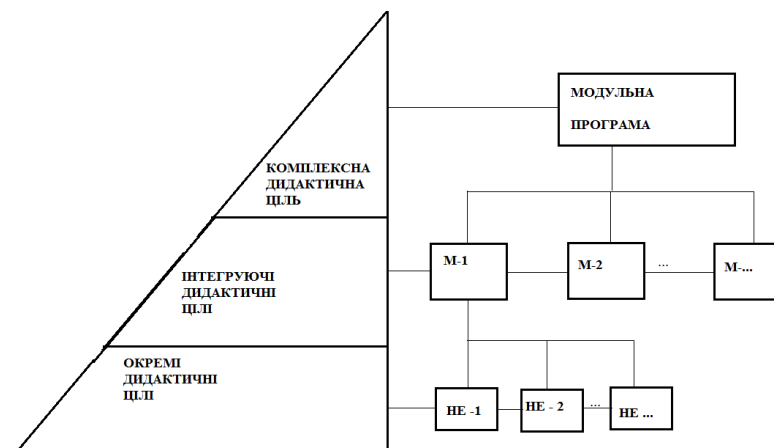 МОДУЛЬНА
ПРОГРАМА
КОМПЛЕКСНА
ДИДАКТИЧНА
ЦІЛЬ
М-1
М-2
...
М-...
ІНТЕГРУЮЧІ
ДИДАКТИЧНІ
ЦІЛІ
ОКРЕМІ
ДИДАКТИЧНІ
ЦІЛІ
НЕ -1
НЕ - 2
...
НЕ ...